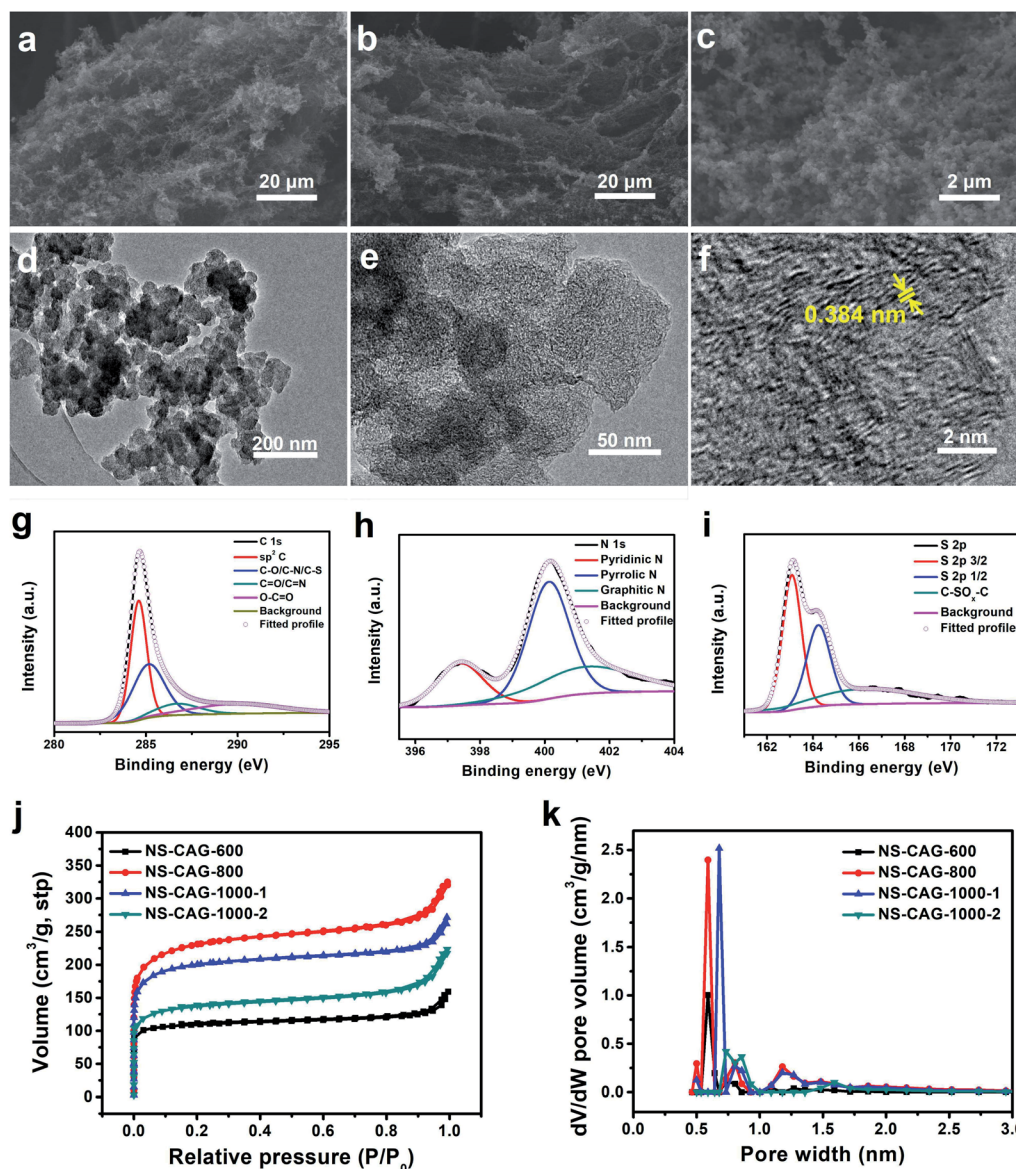 a
20 µm
b
20 µm
c
2 µm
d
200 nm
e
50 nm
f
0.384 nm
2 nm
g
C 1s
sp² C
C-O/C-N/C-S
C=O/C=N
O-C=O
Background
Fitted profile
Intensity (a.u.)
280 285 290 295
Binding energy (eV)
h
N 1s
Pyridinic N
Pyrrolic N
Graphitic N
Background
Fitted profile
Intensity (a.u.)
396 398 400 402 404
Binding energy (eV)
i
S 2p
S 2p 3/2
S 2p 1/2
C-SOₓ-C
Background
Fitted profile
Intensity (a.u.)
162 164 166 168 170 172
Binding energy (eV)
j
NS-CAG-600
NS-CAG-800
NS-CAG-1000-1
NS-CAG-1000-2
Volume (cm³/g, stp)
400
350
300
250
200
150
100
50
0
0.0 0.2 0.4 0.6 0.8 1.0
Relative pressure (P/P₀)
k
NS-CAG-600
NS-CAG-800
NS-CAG-1000-1
NS-CAG-1000-2
dV/dW pore volume (cm³/g/nm)
2.5
2.0
1.5
1.0
0.5
0.0
0.0 0.5 1.0 1.5 2.0 2.5 3.0
Pore width (nm)